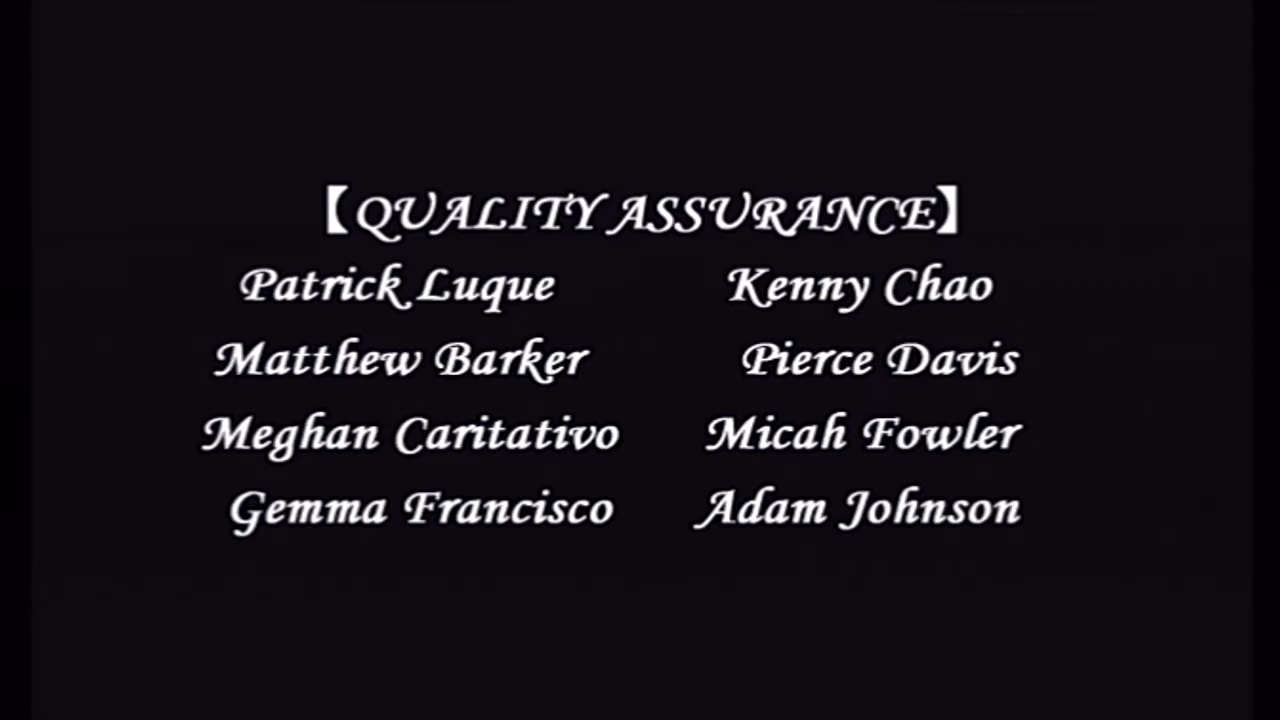 【QUALITY ASSURANCE】
Patrick Luque Kenny Chao
Matthew Barker Pierce Davis
Meghan Caritativo Micah Fowler
Gemma Francisco Adam Johnson